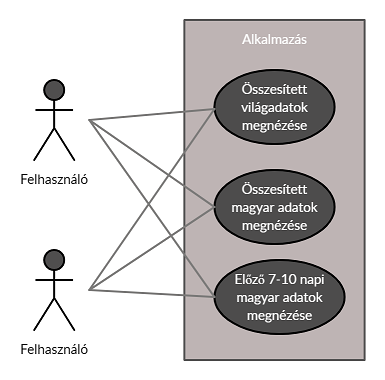 Alkalmazás
Összesített
világadatok
megnézése
Felhasználó
Összesített
magyar adatok
megnézése
Előző 7-10 napi
magyar adatok
megnézése
Felhasználó